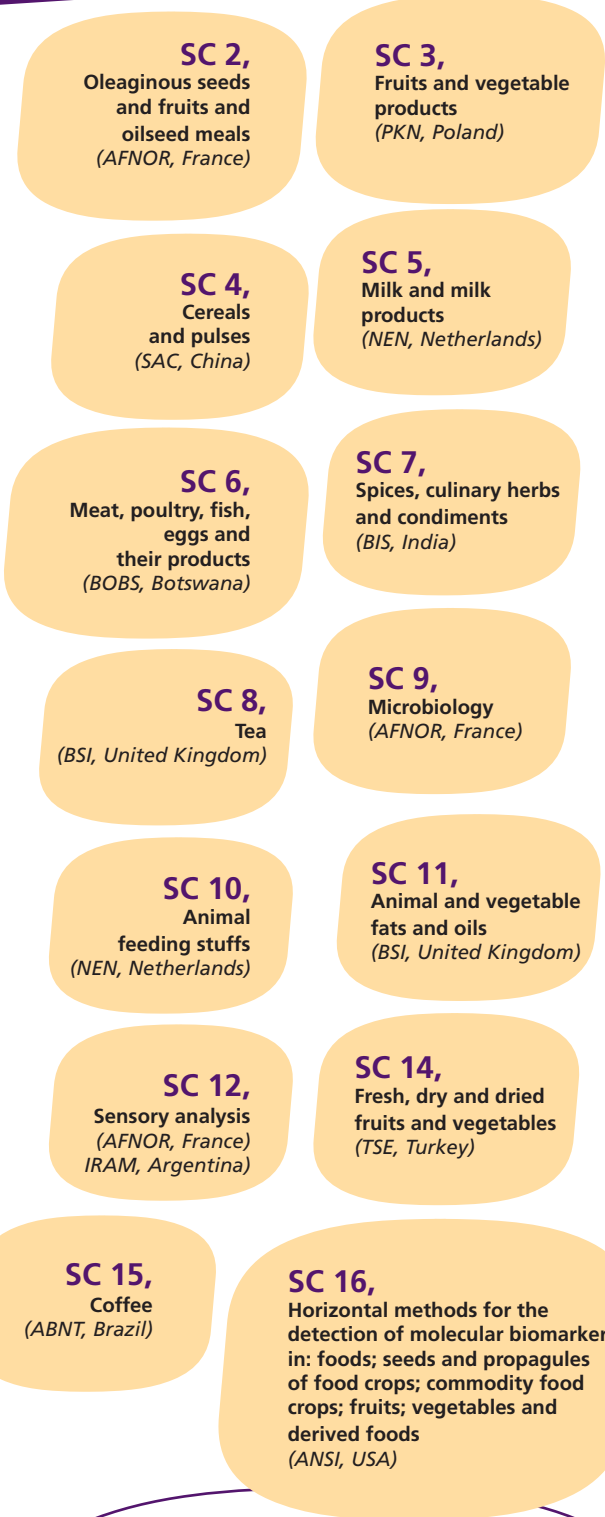 SC 2,
Oleaginous seeds
and fruits and
oilseed meals
(AFNOR, France)
SC 3,
Fruits and vegetable
products
(PKN, Poland)
SC 4,
Cereals
and pulses
(SAC, China)
SC 5,
Milk and milk
products
(NEN, Netherlands)
SC 6,
Meat, poultry, fish,
eggs and
their products
(BOBS, Botswana)
SC 7,
Spices, culinary herbs
and condiments
(BIS, India)
SC 8,
Tea
(BSI, United Kingdom)
SC 9,
Microbiology
(AFNOR, France)
SC 10,
Animal
feeding stuffs
(NEN, Netherlands)
SC 11,
Animal and vegetable
fats and oils
(BSI, United Kingdom)
SC 12,
Sensory analysis
(AFNOR, France)
IRAM, Argentina)
SC 14,
Fresh, dry and dried
fruits and vegetables
(TSE, Turkey)
SC 15,
Coffee
(ABNT, Brazil)
SC 16,
Horizontal methods for the
detection of molecular biomarker
in: foods; seeds and propagules
of food crops; commodity food
crops; fruits; vegetables and
derived foods
(ANSI, USA)